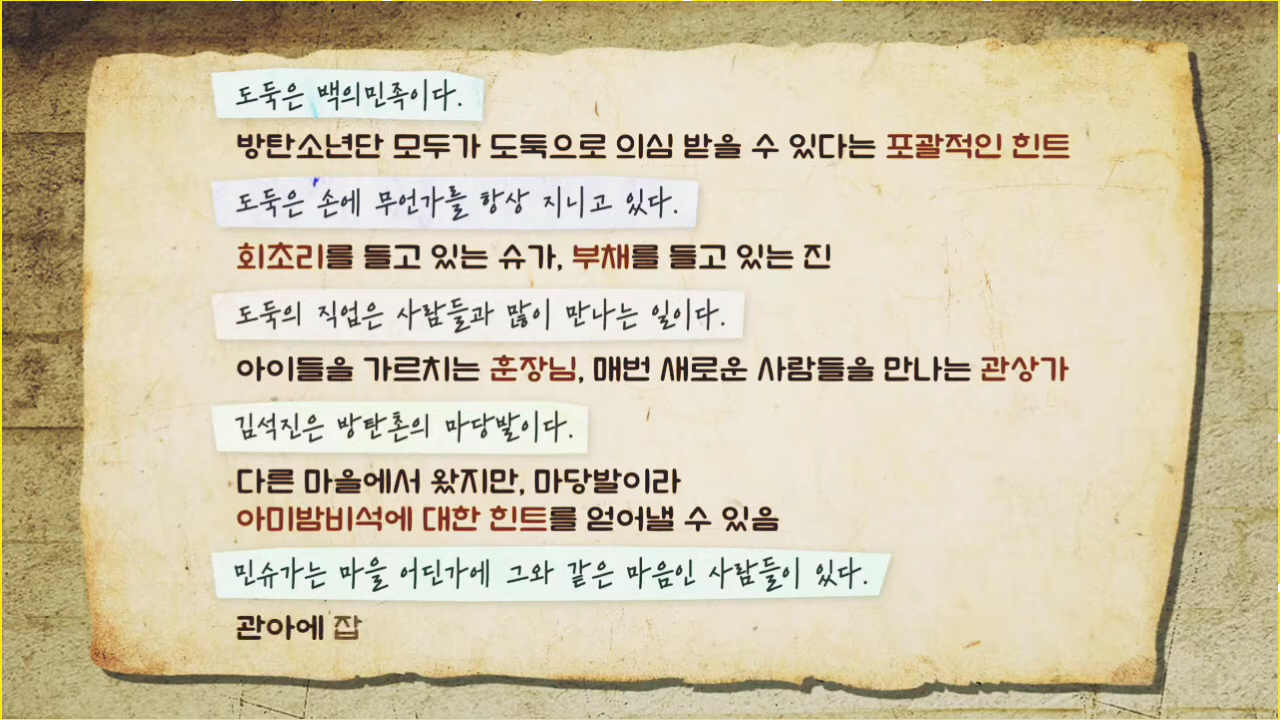 도둑은 백의민족이다.
방탄소년단 모두가 도둑으로 의심 받을 수 있다는 포괄적인 힌트
도둑은 손에 무언가를 항상 지니고 있다.
회초리를 들고 있는 슈가, 부채를 들고 있는 진
도둑의 직업은 사람들과 많이 만나는 일이다.
아이들을 가르치는 훈장님, 매번 새로운 사람들을 만나는 관상가
김석진은 방탄촌의 마당발이다.
다른 마을에서 왔지만, 마당발이라
아미밤비석에 대한 힌트를 얻어낼 수 있음
민슈가는 마을 어딘가에 그와 같은 마음인 사람들이 있다.
관아에 잡